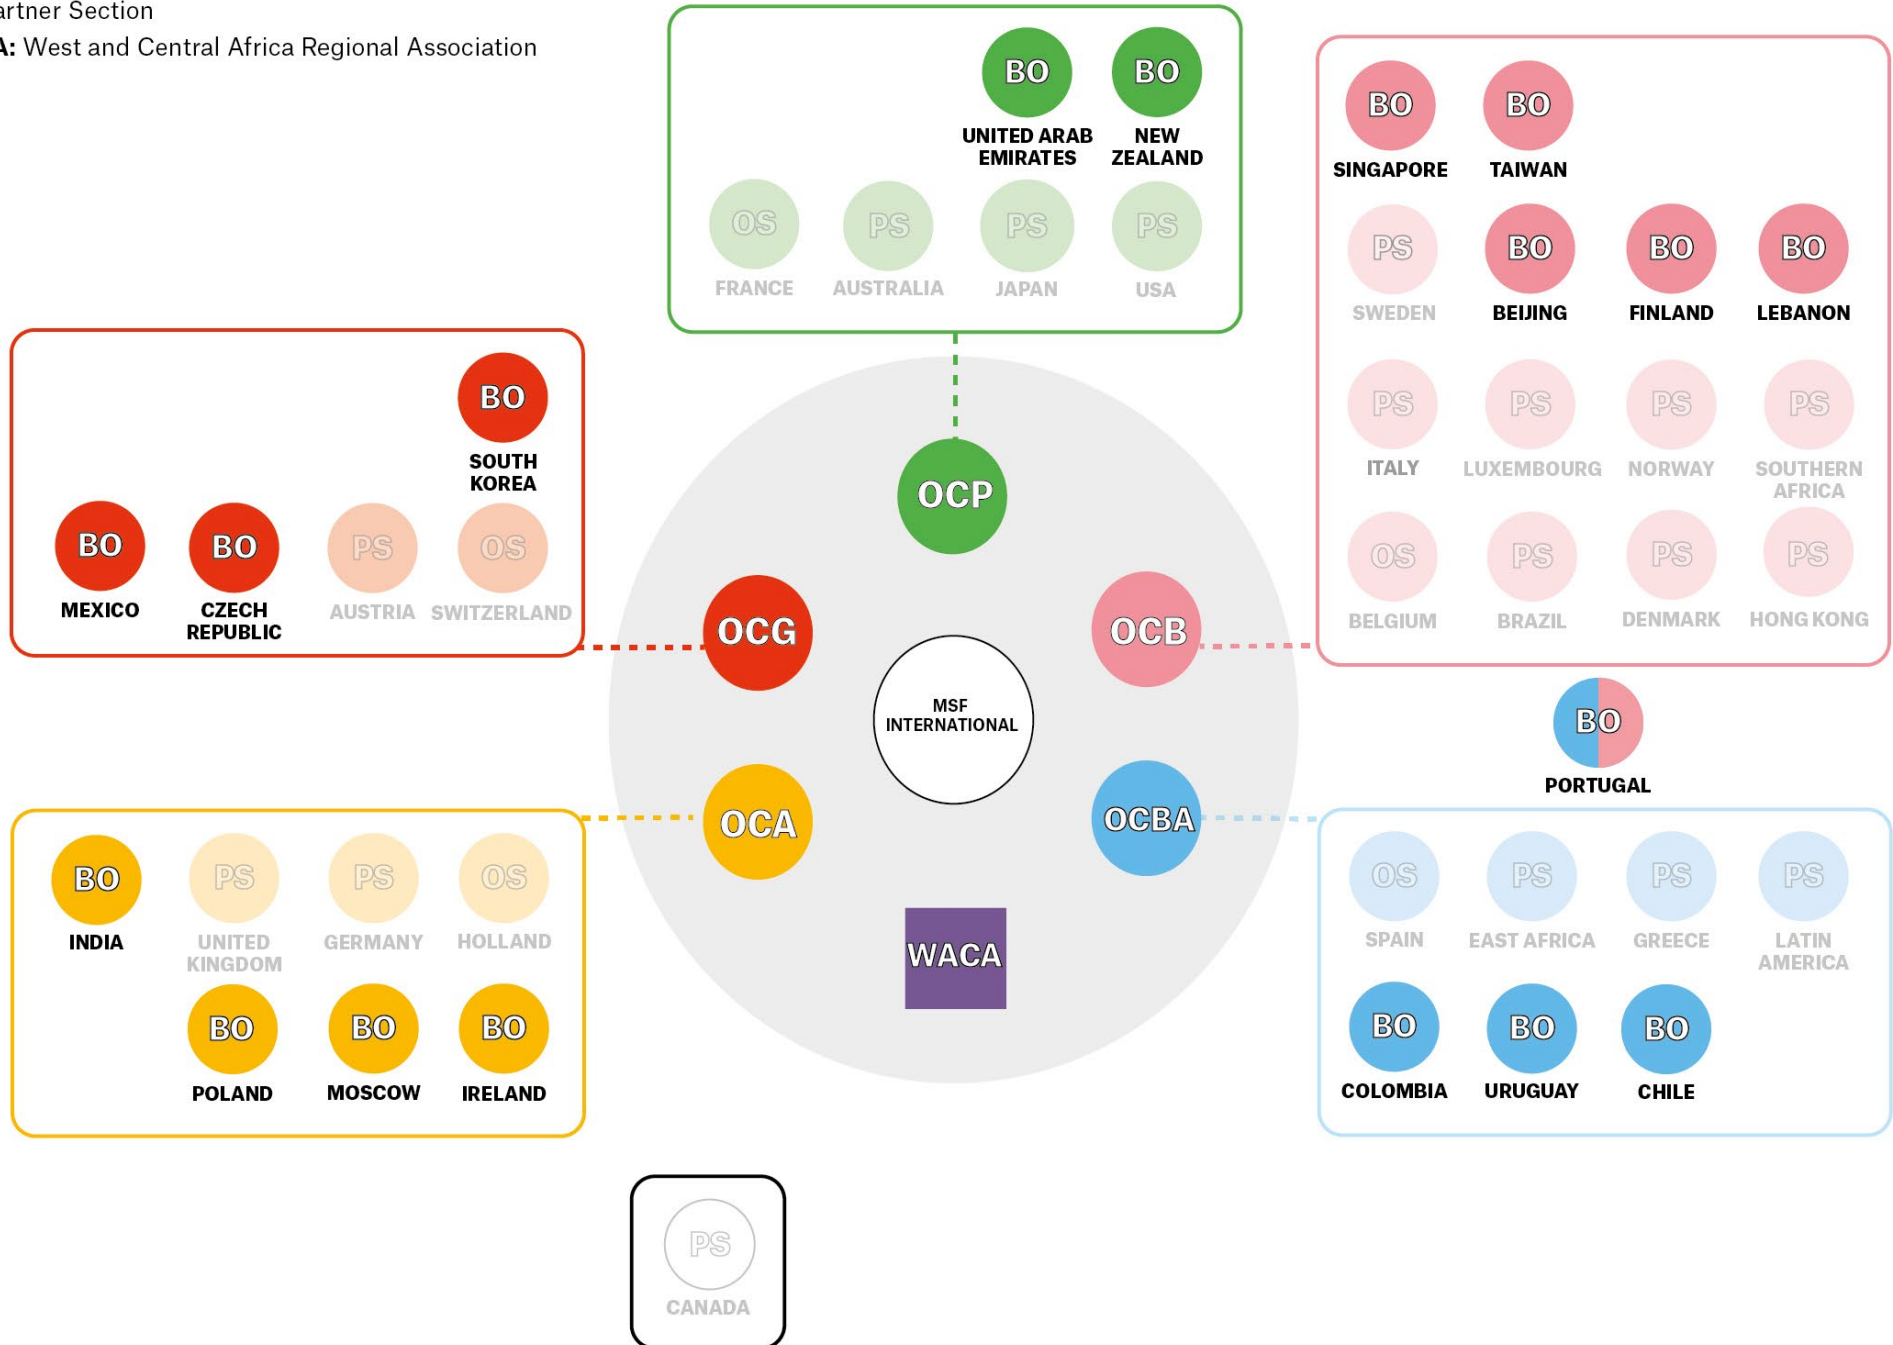 artner Section
A: West and Central Africa Regional Association
BO
BO
UNITED ARAB
EMIRATES
NEW
ZEALAND
OS
PS
PS
PS
FRANCE
AUSTRALIA
JAPAN
USA
BO
BO
SINGAPORE
TAIWAN
PS
BO
BO
BO
SWEDEN
BEIJING
FINLAND
LEBANON
PS
PS
PS
PS
ITALY
LUXEMBOURG
NORWAY
SOUTHERN
AFRICA
OS
PS
PS
PS
BELGIUM
BRAZIL
DENMARK
HONG KONG
BO
SOUTH
KOREA
BO
BO
PS
OS
MEXICO
CZECH
REPUBLIC
AUSTRIA
SWITZERLAND
OCP
OCG
OCB
MSF
INTERNATIONAL
OCA
OCBA
WACA
BO
PORTUGAL
BO
PS
PS
OS
INDIA
UNITED
KINGDOM
GERMANY
HOLLAND
BO
BO
BO
POLAND
MOSCOW
IRELAND
OS
PS
PS
PS
SPAIN
EAST AFRICA
GREECE
LATIN
AMERICA
BO
BO
BO
COLOMBIA
URUGUAY
CHILE
PS
CANADA